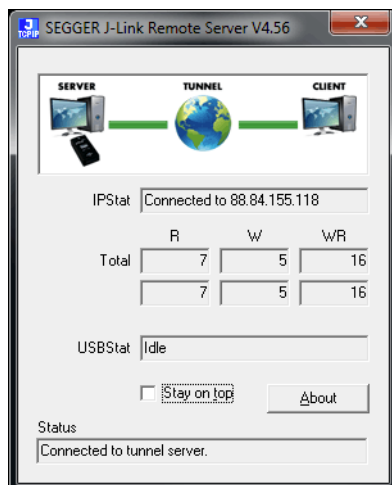 J
TCPIP
SEGGER J-Link Remote Server V4.56
SERVER TUNNEL CLIENT
IPStat Connected to 88.84.155.118
R W WR
Total 7 5 16
7 5 16
USBStat Idle
Stay on top About
Status
Connected to tunnel server.